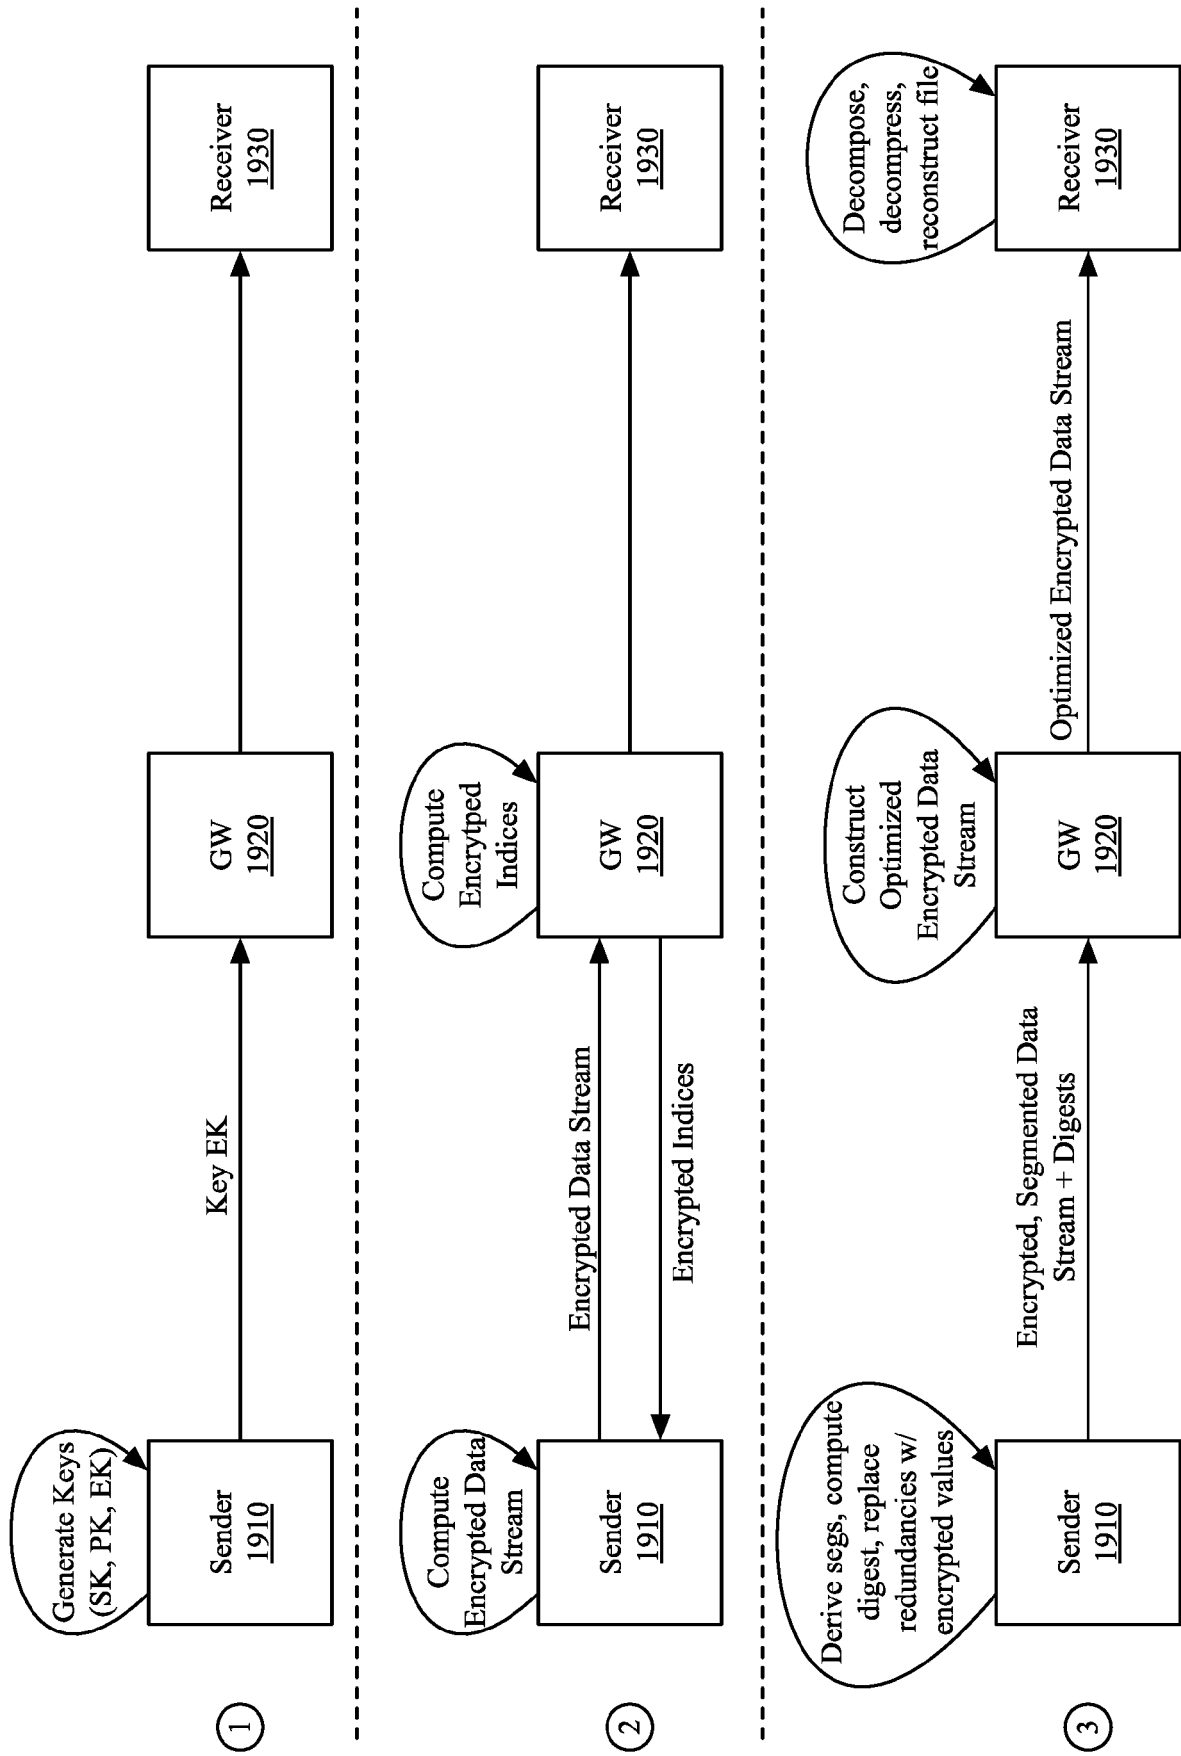 1
Generate Keys
(SK, PK, EK)
Sender
1910
Key EK
GW
1920
Receiver
1930
2
Compute
Encrypted Data
Stream
Sender
1910
Encrypted Data Stream
Encrypted Indices
Compute
Encrytped
Indices
GW
1920
Receiver
1930
3
Derive segs, compute
digest, replace
redundancies w/
encrypted values
Sender
1910
Encrypted, Segmented Data
Stream + Digests
Construct
Optimized
Encrypted Data
Stream
GW
1920
Optimized Encrypted Data Stream
Decompose,
decompress,
reconstruct file
Receiver
1930